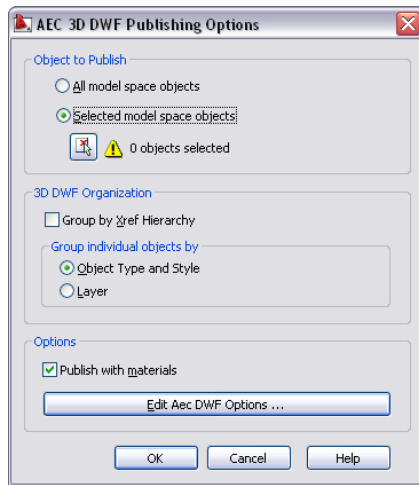 AEC 3D DWF Publishing Options
Object to Publish
All model space objects
Selected model space objects
0 objects selected
3D DWF Organization
Group by Xref Hierarchy
Group individual objects by
Object Type and Style
Layer
Options
Publish with materials
Edit Aec DWF Options ...
OK Cancel Help